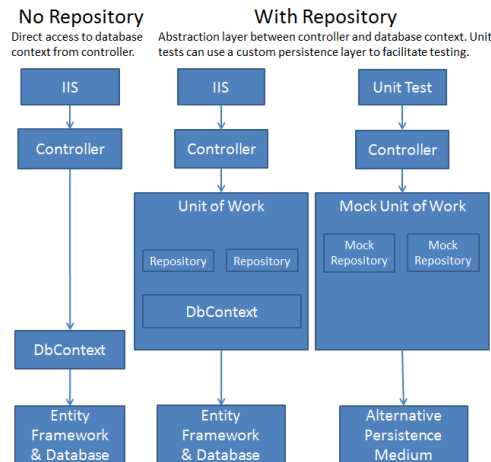 No Repository
Direct access to database
context from controller.
With Repository
Abstraction layer between controller and database context. Unit
tests can use a custom persistence layer to facilitate testing.
IIS
Controller
DbContext
Entity
Framework
& Database
IIS
Controller
Unit of Work
Repository
Repository
DbContext
Entity
Framework
& Database
Unit Test
Controller
Mock Unit of Work
Mock
Repository
Mock
Repository
Alternative
Persistence
Medium